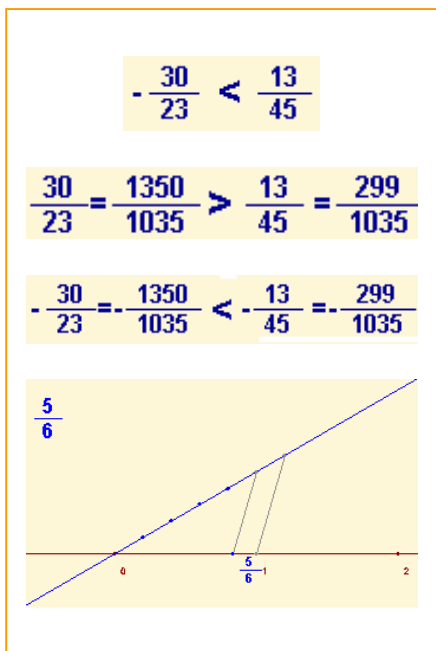 -30/23 < 13/45
30/23 = 1350/1035 > 13/45 = 299/1035
-30/23 =- 1350/1035 < -13/45 =- 299/1035
5/6
0 5/6 1 2